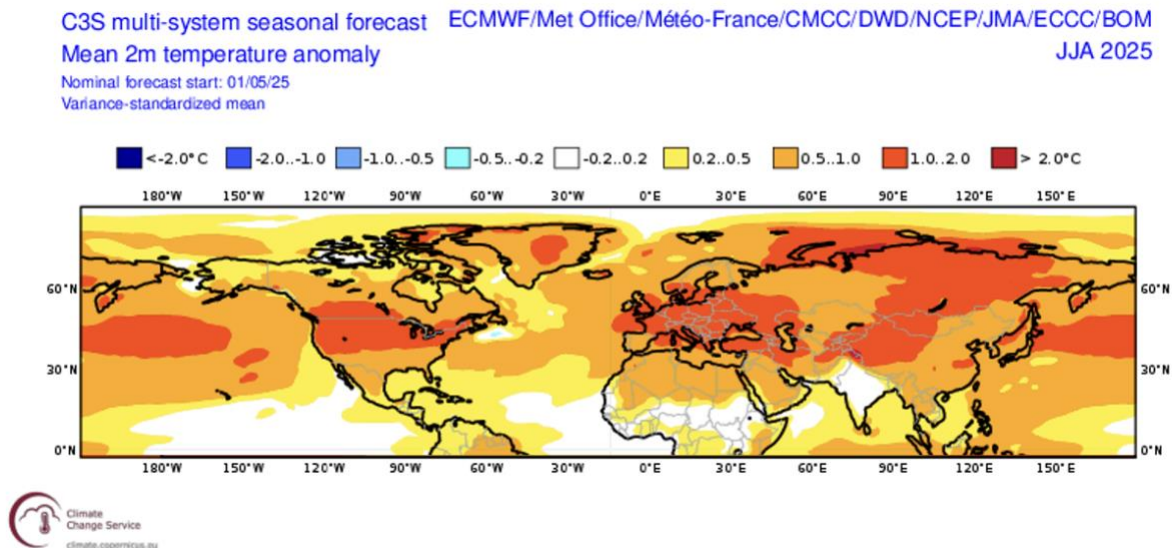 C3S multi-system seasonal forecast ECMWF/Met Office/Météo-France/CMCC/DWD/NCEP/JMA/ECCC/BOM
Mean 2m temperature anomaly JJA 2025
Nominal forecast start: 01/05/25
Variance-standardized mean
<-2.0°C -2.0..-1.0 -1.0..-0.5 -0.5..-0.2 -0.2..0.2 0.2..0.5 0.5..1.0 1.0..2.0 > 2.0°C
180°W 150°W 120°W 90°W 60°W 30°W 0°E 30°E 60°E 90°E 120°E 150°E
60°N 60°N
30°N 30°N
0°N 0°N
180°W 150°W 120°W 90°W 60°W 30°W 0°E 30°E 60°E 90°E 120°E 150°E
Climate
Change Service
climate.copernicus.eu